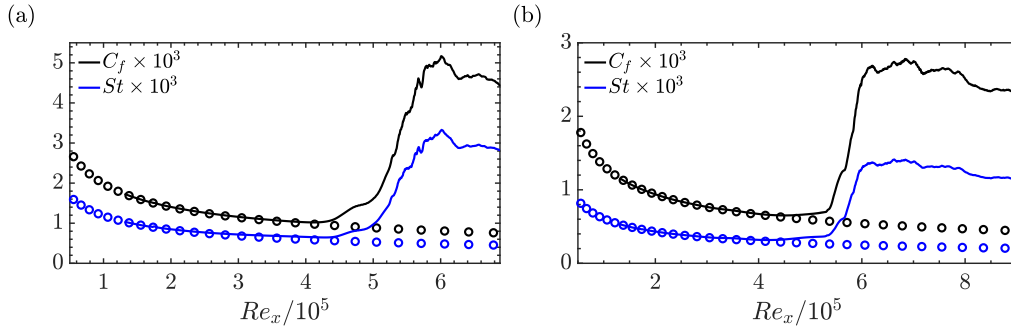 (a)
5
4
3
2
1
0
C_f × 10^3
St × 10^3
1 2 3 4 5 6
Re_x/10^5
(b)
3
2
1
0
C_f × 10^3
St × 10^3
2 4 6 8
Re_x/10^5